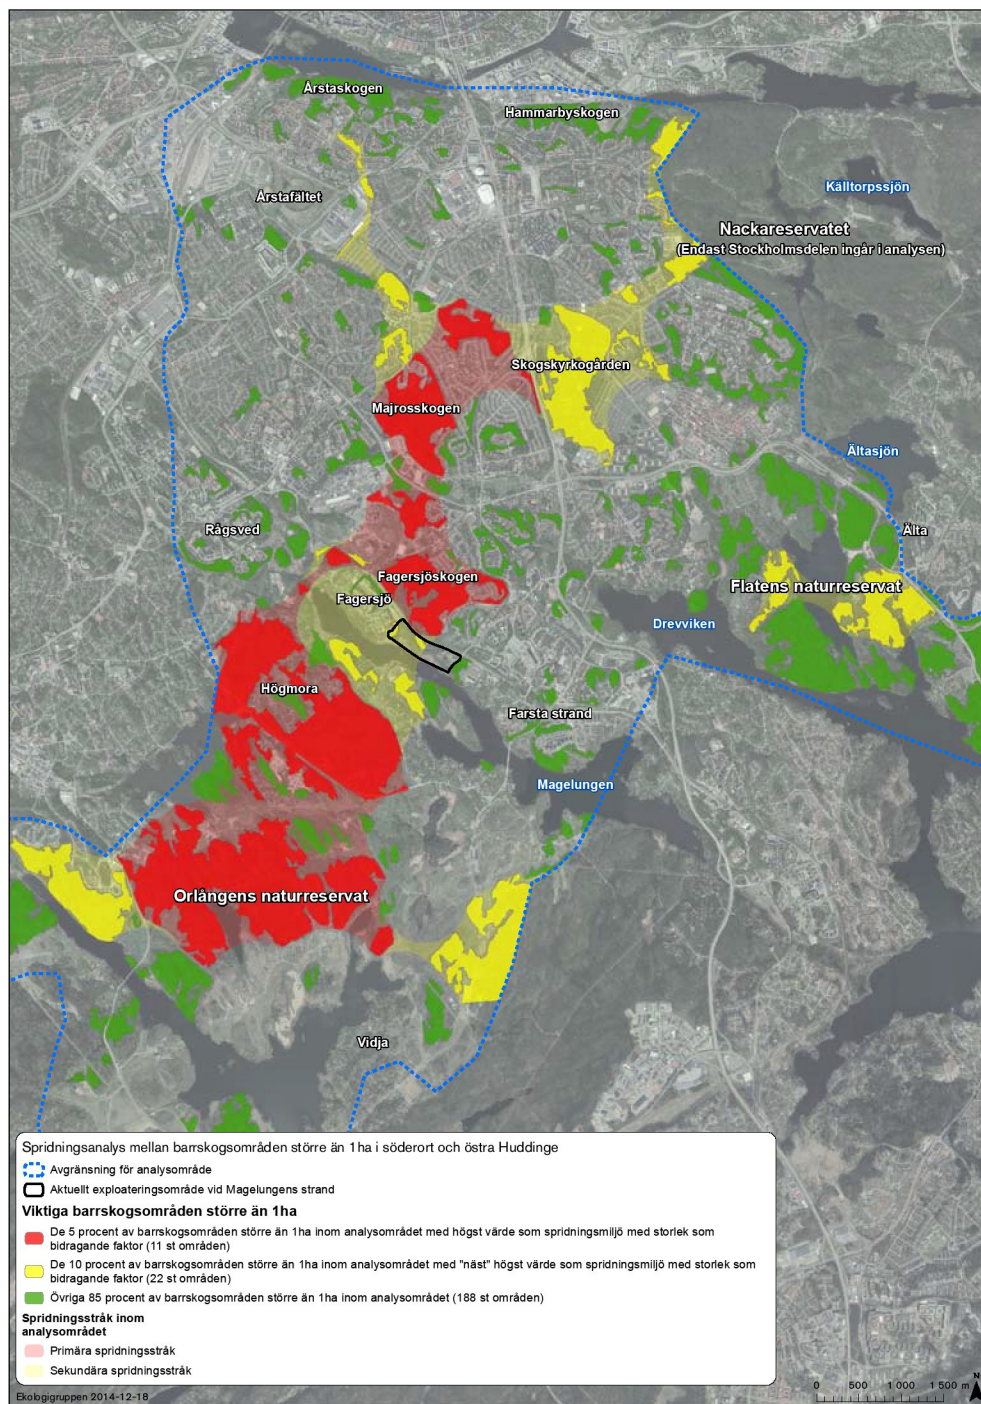 Årstaskogen
Hammarbyskogen
Källtorpssjön
Årstafältet
Nackareservatet
(Endast Stockholmsdelen ingår i analysen)
Skogskyrkogården
Majrosskogen
Ältasjön
Rågsved
Älta
Fagersjöskogen
Flatens naturreservat
Fagersjö
Drevviken
Högmora
Farsta strand
Magelungen
Orlångens naturreservat
Vidja
Spridningsanalys mellan barrskogsområden större än 1ha i söderort och östra Huddinge
Avgränsning för analysområde
Aktuellt exploateringsområde vid Magelungens strand
Viktiga barrskogsområden större än 1ha
De 5 procent av barrskogsområden större än 1ha inom analysområdet med högst värde som spridningsmiljö med storlek som
bidragande faktor (11 st områden)
De 10 procent av barrskogsområden större än 1ha inom analysområdet med "näst" högst värde som spridningsmiljö med storlek som
bidragande faktor (22 st områden)
Övriga 85 procent av barrskogsområden större än 1ha inom analysområdet (188 st områden)
Spridningsstråk inom
analysområdet
Primära spridningsstråk
Sekundära spridningsstråk
Ekologigruppen 2014-12-18
N
0 500 1 000 1 500 m